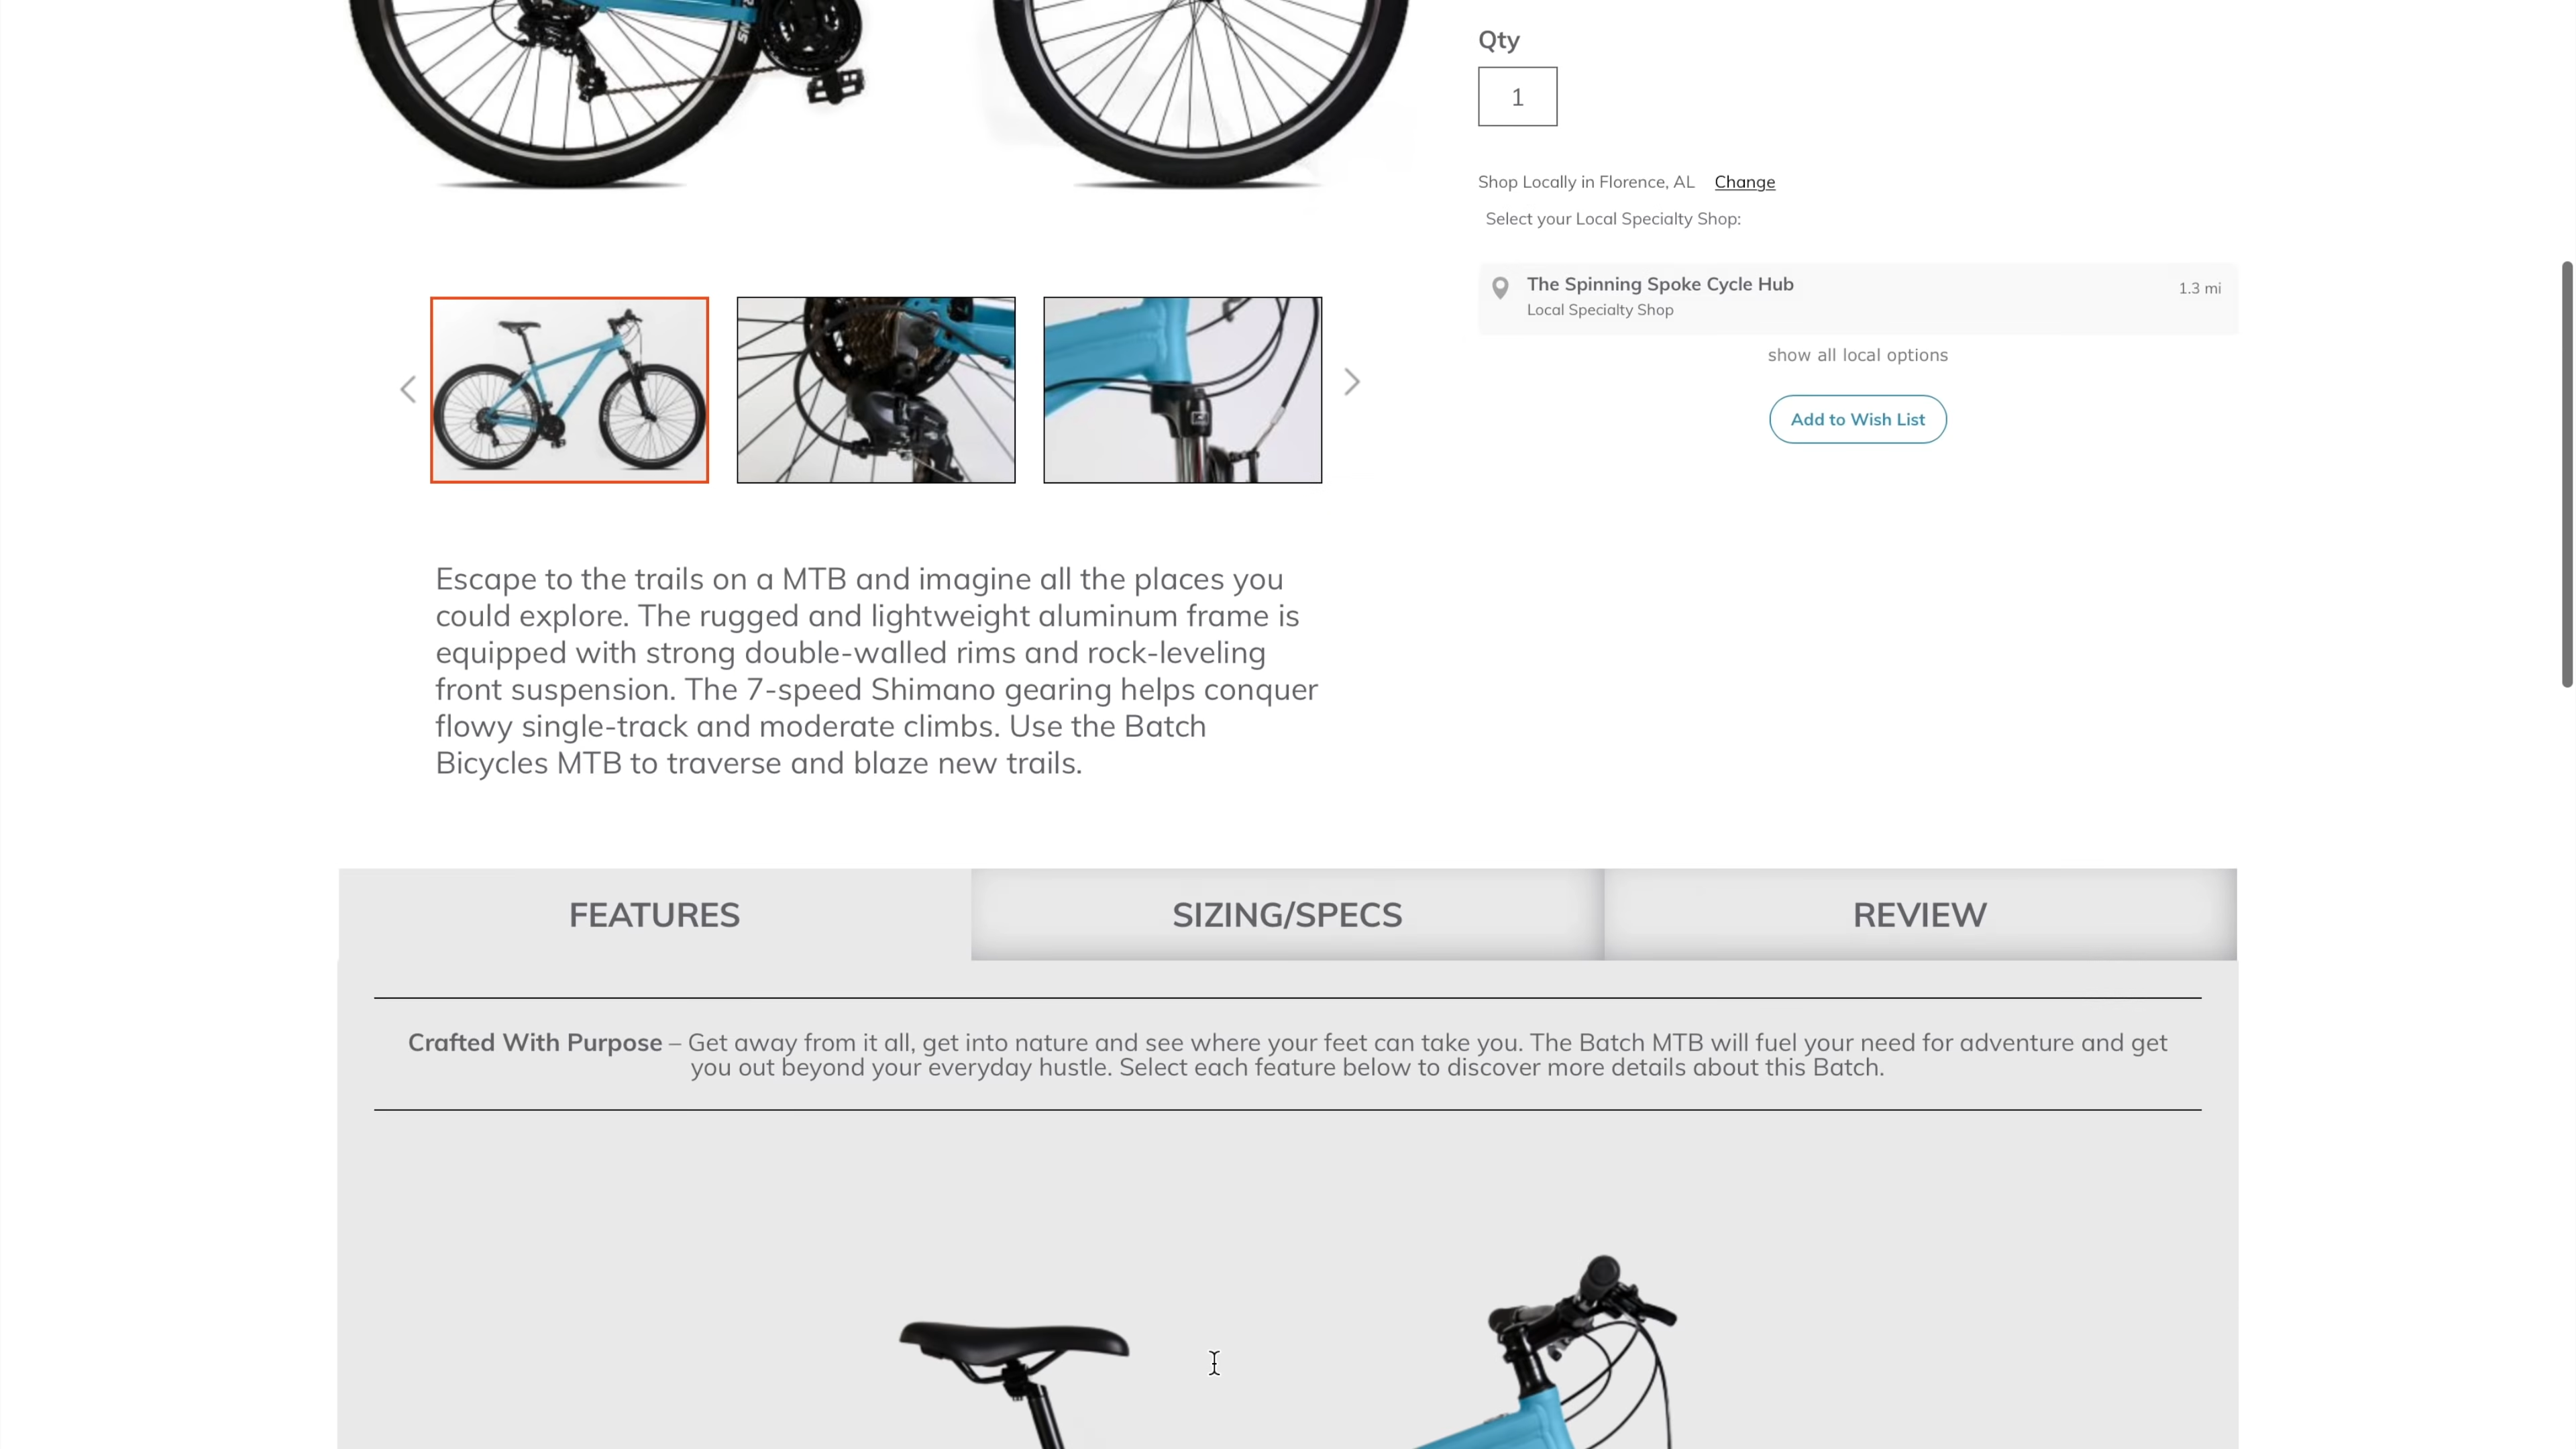 Qty
1
Shop Locally in Florence, AL Change
Select your Local Specialty Shop:
The Spinning Spoke Cycle Hub
1.3 mi
Local Specialty Shop
show all local options
Add to Wish List
Escape to the trails on a MTB and imagine all the places you
could explore. The rugged and lightweight aluminum frame is
equipped with strong double-walled rims and rock-leveling
front suspension. The 7-speed Shimano gearing helps conquer
flowy single-track and moderate climbs. Use the Batch
Bicycles MTB to traverse and blaze new trails.
FEATURES
SIZING/SPECS
REVIEW
Crafted With Purpose – Get away from it all, get into nature and see where your feet can take you. The Batch MTB will fuel your need for adventure and get
you out beyond your everyday hustle. Select each feature below to discover more details about this Batch.